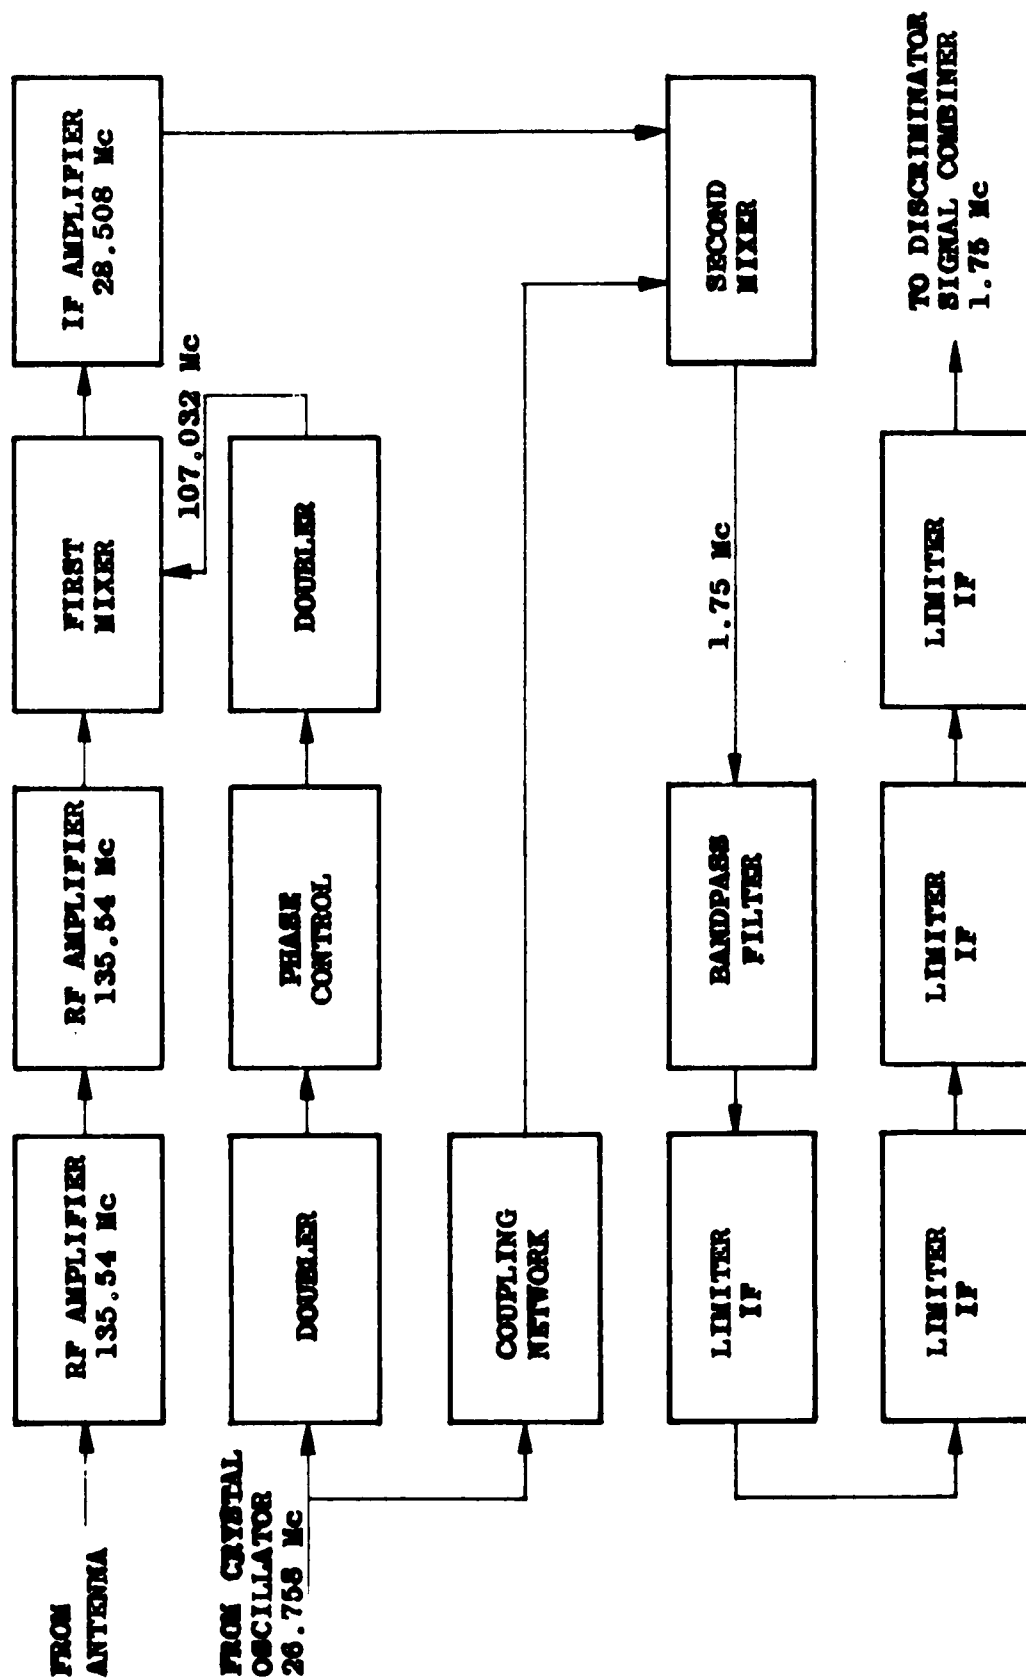 FROM
ANTENNA
RF AMPLIFIER
135.54 Mc
RF AMPLIFIER
135.54 Mc
FIRST
MIXER
IF AMPLIFIER
28.508 Mc
107.032 Mc
FROM CRYSTAL
OSCILLATOR
26.758 Mc
DOUBLER
PHASE
CONTROL
DOUBLER
COUPLING
NETWORK
SECOND
MIXER
1.75 Mc
BANDPASS
FILTER
LIMITER
IF
LIMITER
IF
LIMITER
IF
LIMITER
IF
TO DISCRIMINATOR
SIGNAL COMBINER
1.75 Mc